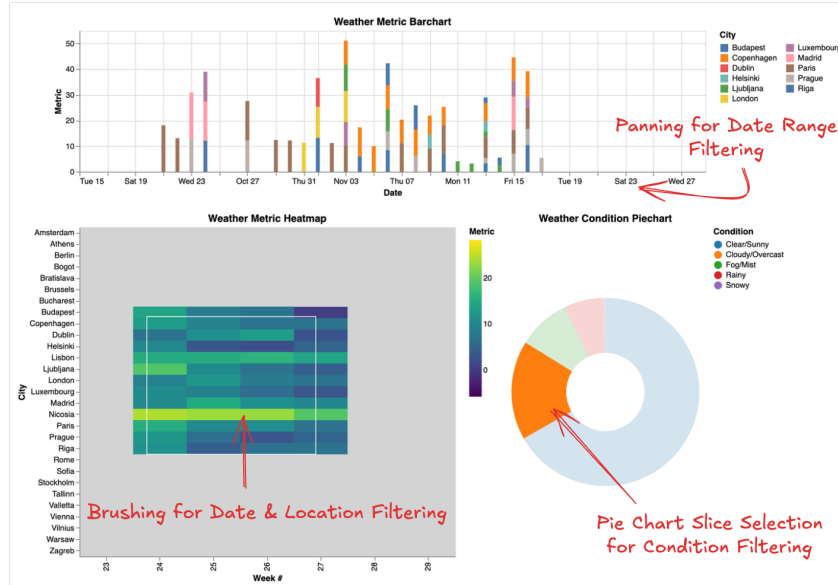 Weather Metric Barchart
50
40
30
20
10
0
Metric
Tue 15 Sat 19 Wed 23 Oct 27 Thu 31 Nov 03 Thu 07 Mon 11 Fri 15 Tue 19 Sat 23 Wed 27
Date
City
Budapest Luxembourg
Copenhagen Madrid
Dublin Paris
Helsinki Prague
Ljubljana Riga
London
Panning for Date Range
Filtering
Weather Metric Heatmap
Amsterdam
Athens
Berlin
Bogot
Bratislava
Brussels
Bucharest
Budapest
Copenhagen
Dublin
Helsinki
Lisbon
Ljubljana
London
Luxembourg
Madrid
Nicosia
Paris
Prague
Riga
Rome
Sofia
Stockholm
Tallinn
Valletta
Vienna
Vilnius
Warsaw
Zagreb
City
23 24 25 26 27 28 29
Week #
Metric
20
10
0
Brushing for Date & Location Filtering
Weather Condition Piechart
Condition
Clear/Sunny
Cloudy/Overcast
Fog/Mist
Rainy
Snowy
Pie Chart Slice Selection
for Condition Filtering